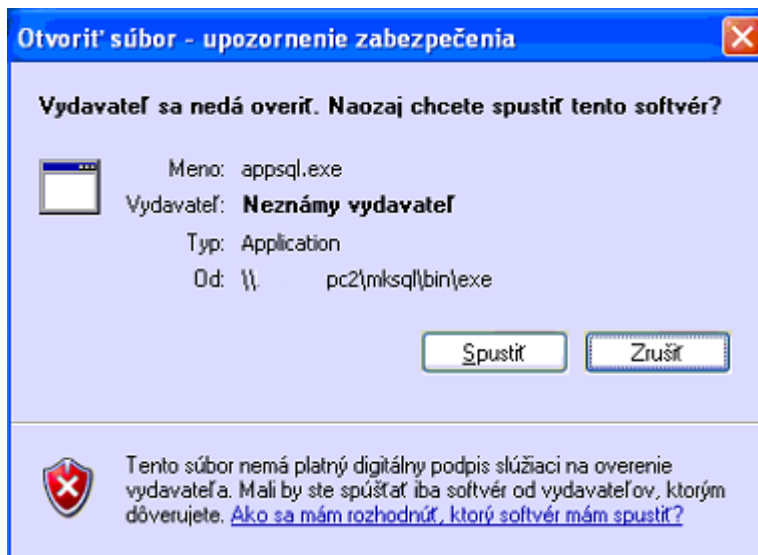 Otvoriť súbor - upozornenie zabezpečenia
Vydavateľ sa nedá overiť. Naozaj chcete spustiť tento softvér?
Meno: appsql.exe
Vydavateľ: Neznámy vydavateľ
Typ: Application
Od: \\. pc2\mksql\bin\exe
Spustiť Zrušiť
Tento súbor nemá platný digitálny podpis slúžiaci na overenie
vydavateľa. Mali by ste spúšťať iba softvér od vydavateľov, ktorým
dôverujete. Ako sa mám rozhodnúť, ktorý softvér mám spustiť?